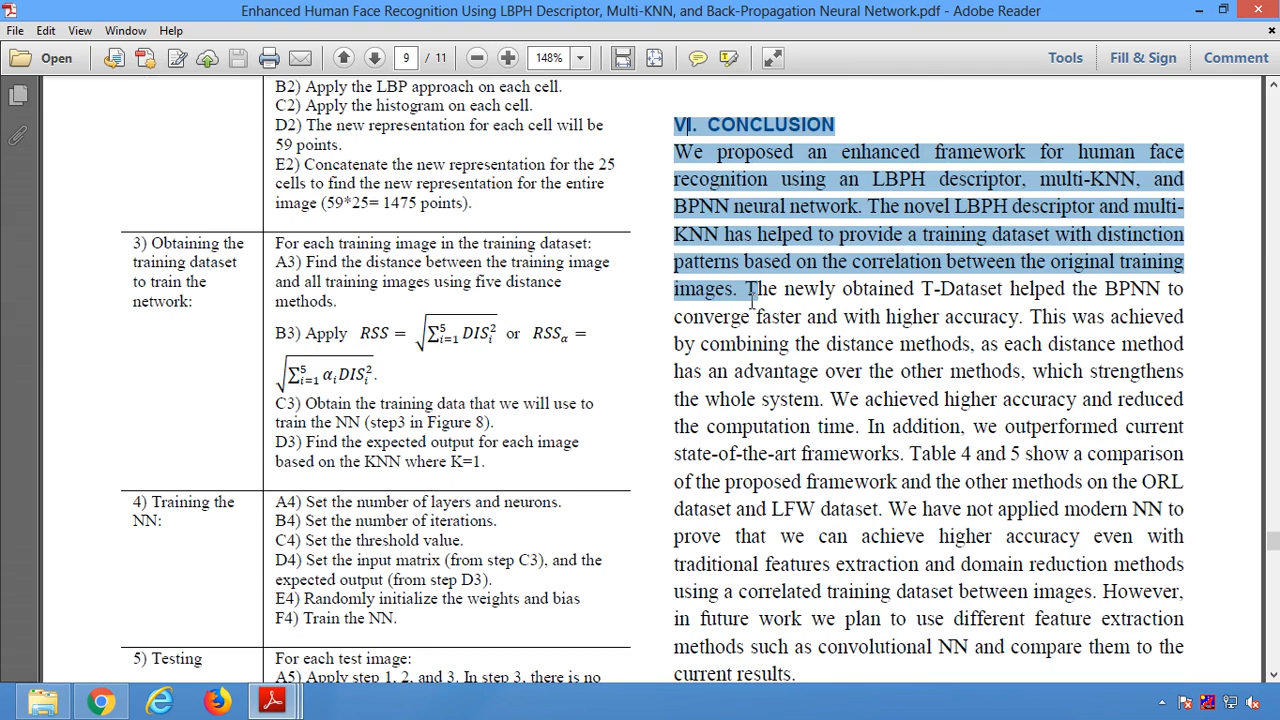 Enhanced Human Face Recognition Using LBPH Descriptor, Multi-KNN, and Back-Propagation Neural Network.pdf - Adobe Reader
File Edit View Window Help
Open 9 / 11 148% Tools Fill & Sign Comment
B2) Apply the LBP approach on each cell.
C2) Apply the histogram on each cell.
D2) The new representation for each cell will be
59 points.
E2) Concatenate the new representation for the 25
cells to find the new representation for the entire
image (59*25= 1475 points).
3) Obtaining the
training dataset
to train the
network:
For each training image in the training dataset:
A3) Find the distance between the training image
and all training images using five distance
methods.
B3) Apply RSS = √∑⁵ᵢ₌₁ DISᵢ² or RSSα =
√∑⁵ᵢ₌₁ αᵢDISᵢ².
C3) Obtain the training data that we will use to
train the NN (step3 in Figure 8).
D3) Find the expected output for each image
based on the KNN where K=1.
4) Training the
NN:
A4) Set the number of layers and neurons.
B4) Set the number of iterations.
C4) Set the threshold value.
D4) Set the input matrix (from step C3), and the
expected output (from step D3).
E4) Randomly initialize the weights and bias
F4) Train the NN.
5) Testing
For each test image:
A5) Apply step 1, 2, and 3. In step 3, there is no
VI. CONCLUSION
We proposed an enhanced framework for human face
recognition using an LBPH descriptor, multi-KNN, and
BPNN neural network. The novel LBPH descriptor and multi-
KNN has helped to provide a training dataset with distinction
patterns based on the correlation between the original training
images. The newly obtained T-Dataset helped the BPNN to
converge faster and with higher accuracy. This was achieved
by combining the distance methods, as each distance method
has an advantage over the other methods, which strengthens
the whole system. We achieved higher accuracy and reduced
the computation time. In addition, we outperformed current
state-of-the-art frameworks. Table 4 and 5 show a comparison
of the proposed framework and the other methods on the ORL
dataset and LFW dataset. We have not applied modern NN to
prove that we can achieve higher accuracy even with
traditional features extraction and domain reduction methods
using a correlated training dataset between images. However,
in future work we plan to use different feature extraction
methods such as convolutional NN and compare them to the
current results.